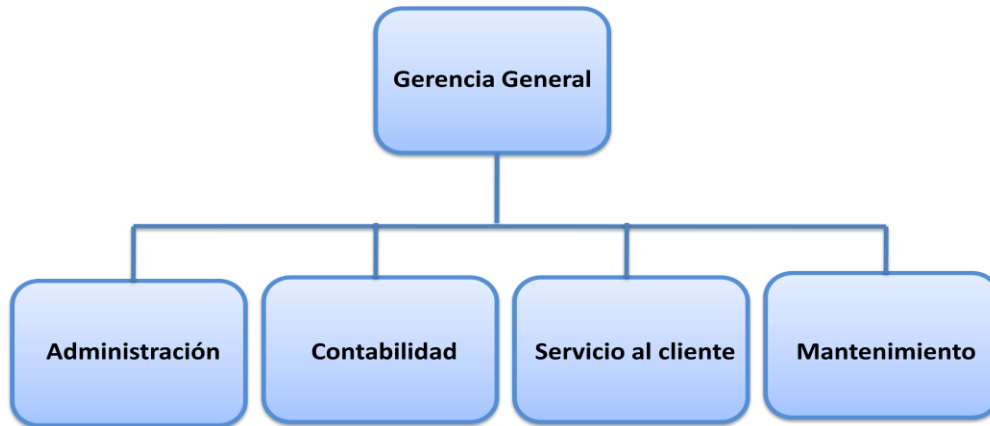 Gerencia General
Administración
Contabilidad
Servicio al cliente
Mantenimiento